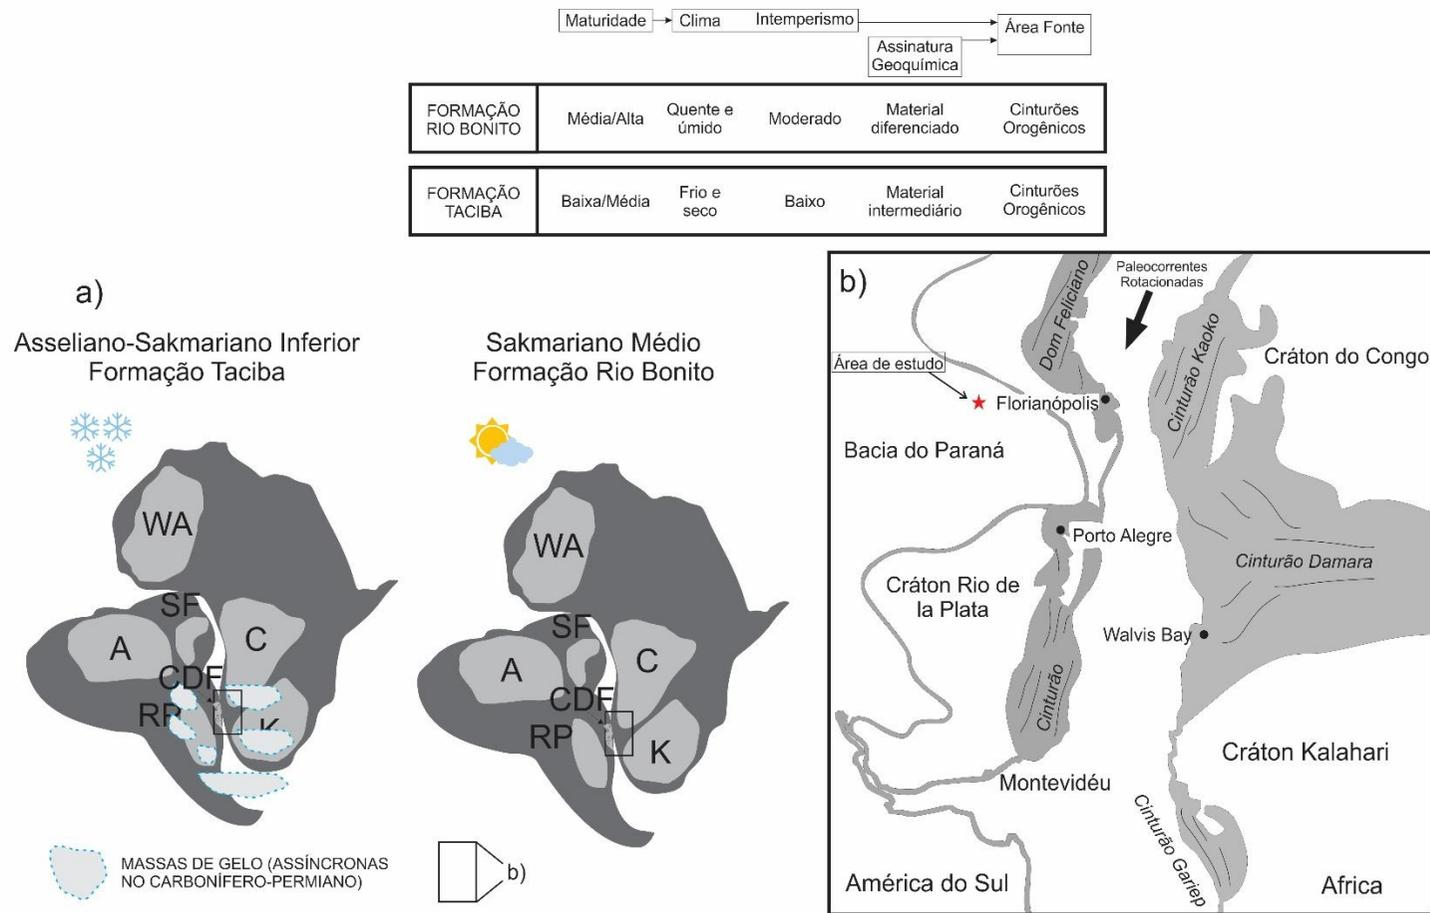 Maturidade
Clima
Intemperismo
Área Fonte
Assinatura
Geoquímica
FORMAÇÃO
RIO BONITO
Média/Alta
Quente e
úmido
Moderado
Material
diferenciado
Cinturões
Orogênicos
FORMAÇÃO
TACIBA
Baixa/Média
Frio e
seco
Baixo
Material
intermediário
Cinturões
Orogênicos
a)
Asseliano-Sakmariano Inferior
Formação Taciba
WA
SF
A
C
CDF
RP
K
Sakmariano Médio
Formação Rio Bonito
WA
SF
A
C
CDF
RP
K
MASSAS DE GELO (ASSÍNCRONAS
NO CARBONÍFERO-PERMIANO)
b)
b)
Dom Feliciano
Paleocorrentes
Rotacionadas
Cinturão Kaoko
Cráton do Congo
Área de estudo
Florianópolis
Bacia do Paraná
Porto Alegre
Cinturão Damara
Cráton Rio de
la Plata
Walvis Bay
Cinturão
Cráton Kalahari
Montevidéu
Cinturão Gariep
América do Sul
Africa